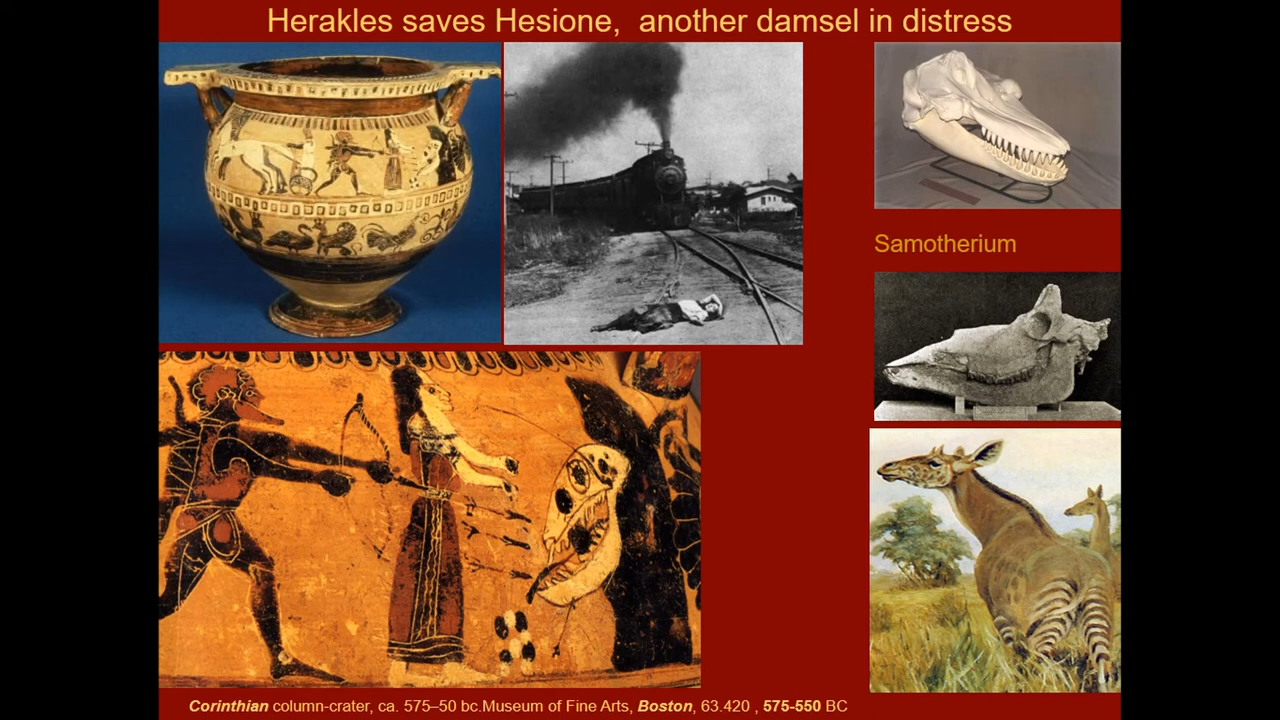 Herakles saves Hesione, another damsel in distress
Samotherium
Corinthian column-crater, ca. 575–50 bc.Museum of Fine Arts, Boston, 63.420 , 575-550 BC